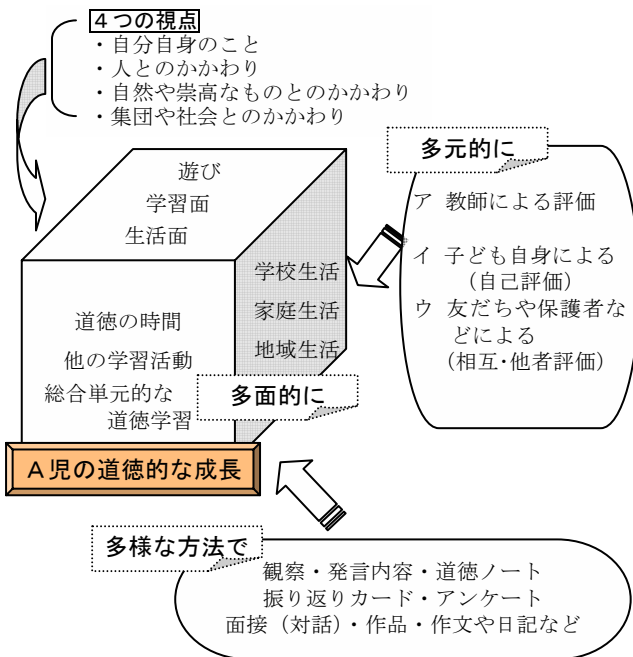 ４つの視点
・自分自身のこと
・人とのかかわり
・自然や崇高なものとのかかわり
・集団や社会とのかかわり
遊び
学習面
生活面
学校生活
家庭生活
地域生活
道徳の時間
他の学習活動
総合単元的な
道徳学習
多面的に
Ａ児の道徳的な成長
多元的に
ア 教師による評価
イ 子ども自身による
（自己評価）
ウ 友だちや保護者な
どによる
（相互･他者評価）
多様な方法で
観察・発言内容・道徳ノート
振り返りカード・アンケート
面接（対話）・作品・作文や日記など